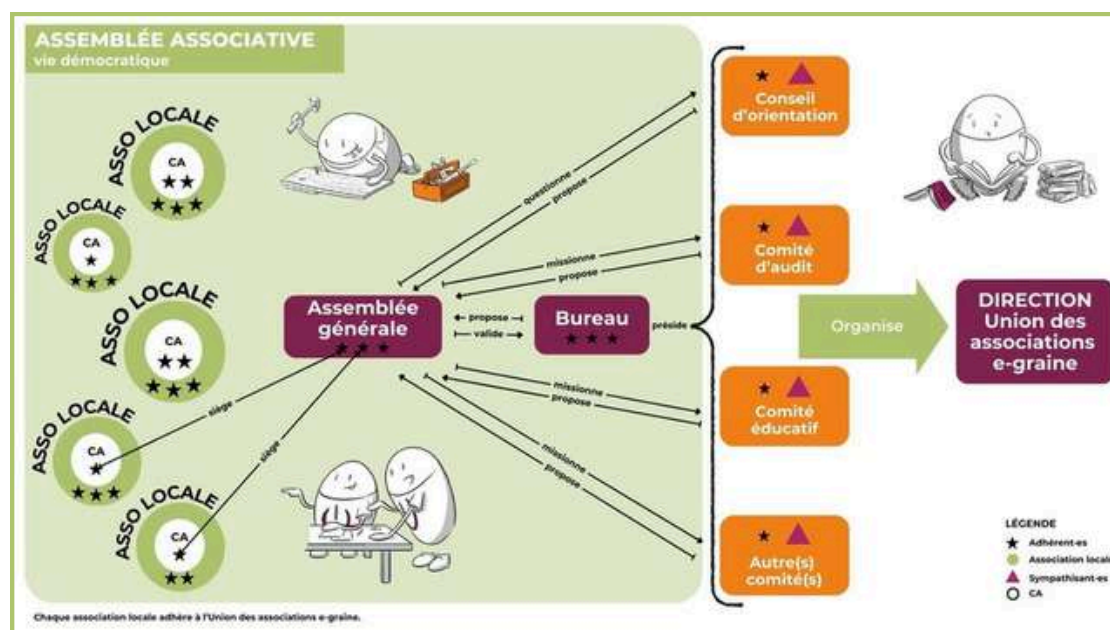 ASSEMBLÉE ASSOCIATIVE
vie démocratique
ASSO LOCALE
CA
ASSO LOCALE
CA
ASSO LOCALE
CA
ASSO LOCALE
CA
ASSO LOCALE
CA
siège
siège
Assemblée
générale
questionne
propose
missionne
propose
propose
valide
missionne
propose
missionne
propose
Bureau
préside
Conseil
d'orientation
Comité
d'audit
Comité
éducatif
Autre(s)
comité(s)
Organise
DIRECTION
Union des
associations
e-graine
LÉGENDE
Adhérent·es
Association locale
Sympathisant·es
CA
Chaque association locale adhère à l'Union des associations e-graine.